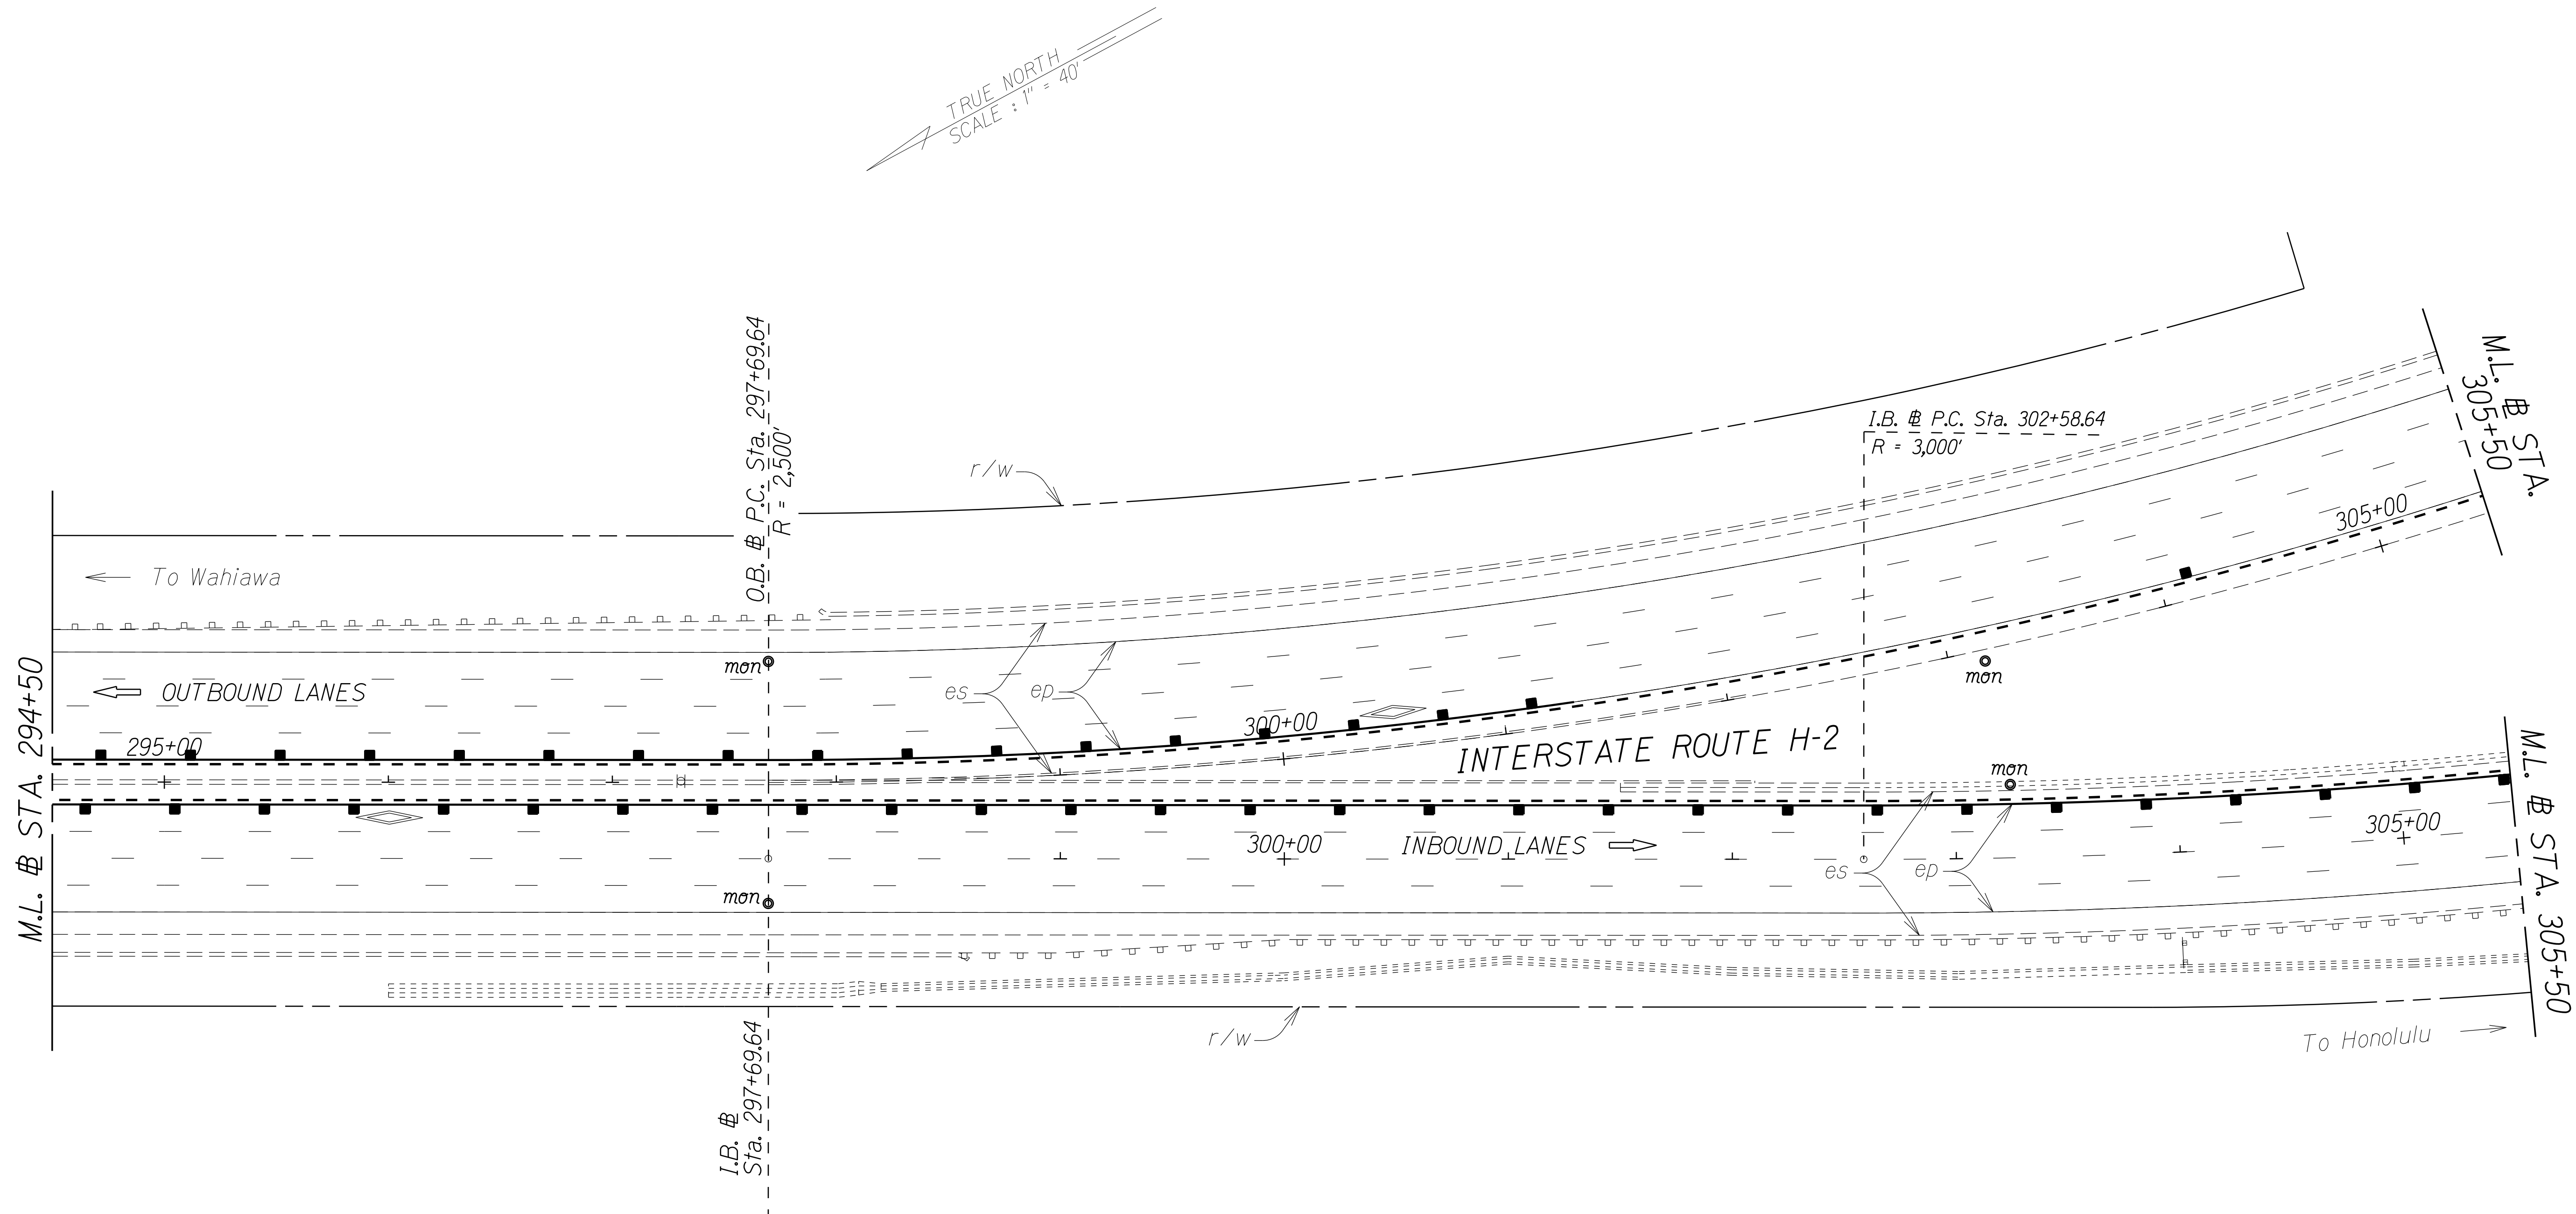 TRUE NORTH
SCALE : 1" = 40'
O.B. ℄ P.C. Sta. 297+69.64
R = 2,500'
M.L. ℄ STA.
305+50
I.B. ℄ P.C. Sta. 302+58.64
R = 3,000'
r/w
305+00
To Wahiawa
mon
mon
OUTBOUND LANES
es
ep
M.L. ℄ STA. 294+50
295+00
300+00
INTERSTATE ROUTE H-2
mon
300+00
INBOUND LANES
305+00
es
ep
mon
M.L. ℄ STA. 305+50
r/w
To Honolulu
I.B. ℄
Sta. 297+69.64